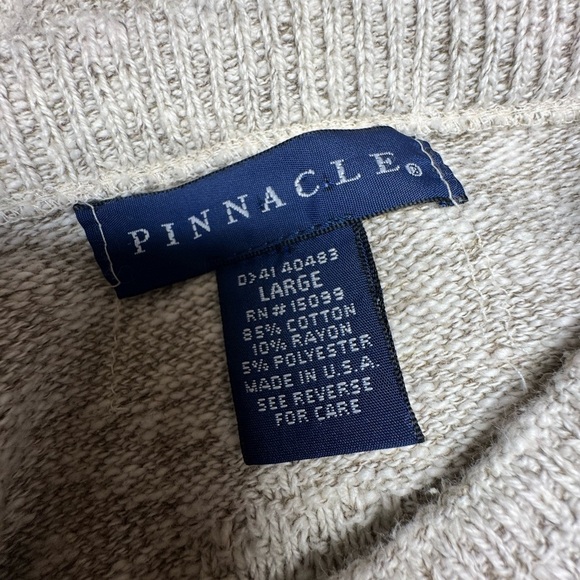 PINNACLE®
D>41 40483
LARGE
RN#15099
85% COTTON
10% RAYON
5% POLYESTER
MADE IN U.S.A.
SEE REVERSE
FOR CARE